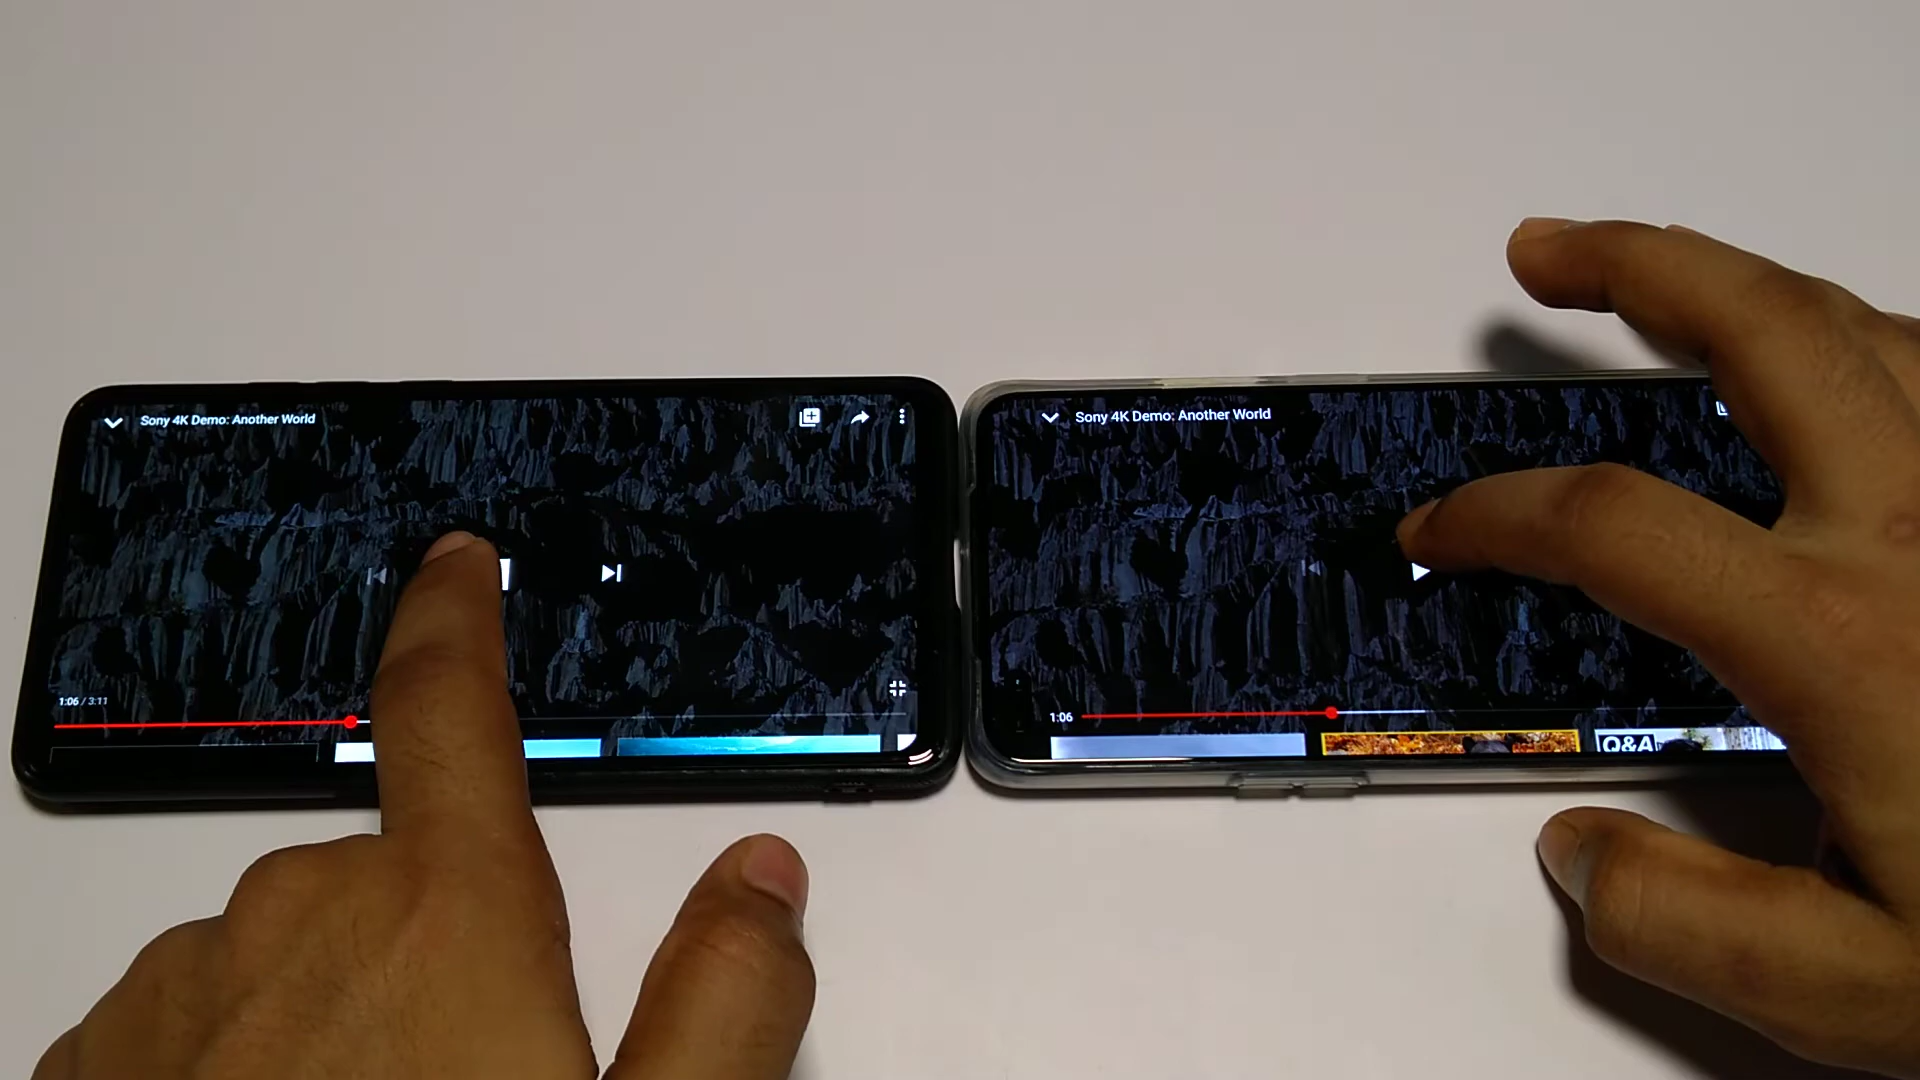 Sony 4K Demo: Another World
1:06 / 3:11
Sony 4K Demo: Another World
1:06
Q&A